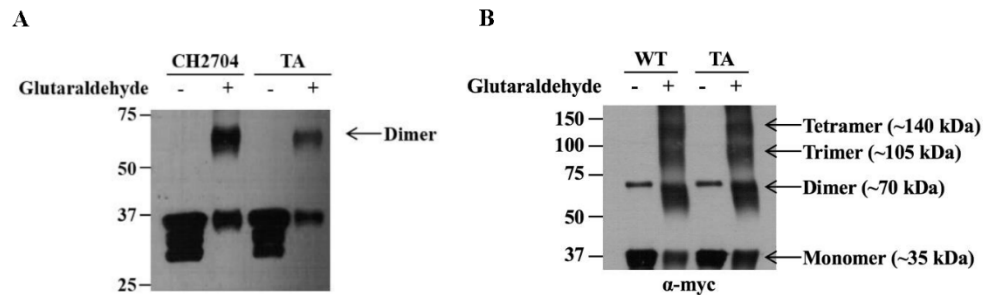 A
CH2704 TA
Glutaraldehyde - + - +
75
50
37
25
Dimer
B
WT TA
Glutaraldehyde - + - +
150
100
75
50
37
Tetramer (~140 kDa)
Trimer (~105 kDa)
Dimer (~70 kDa)
Monomer (~35 kDa)
α-myc